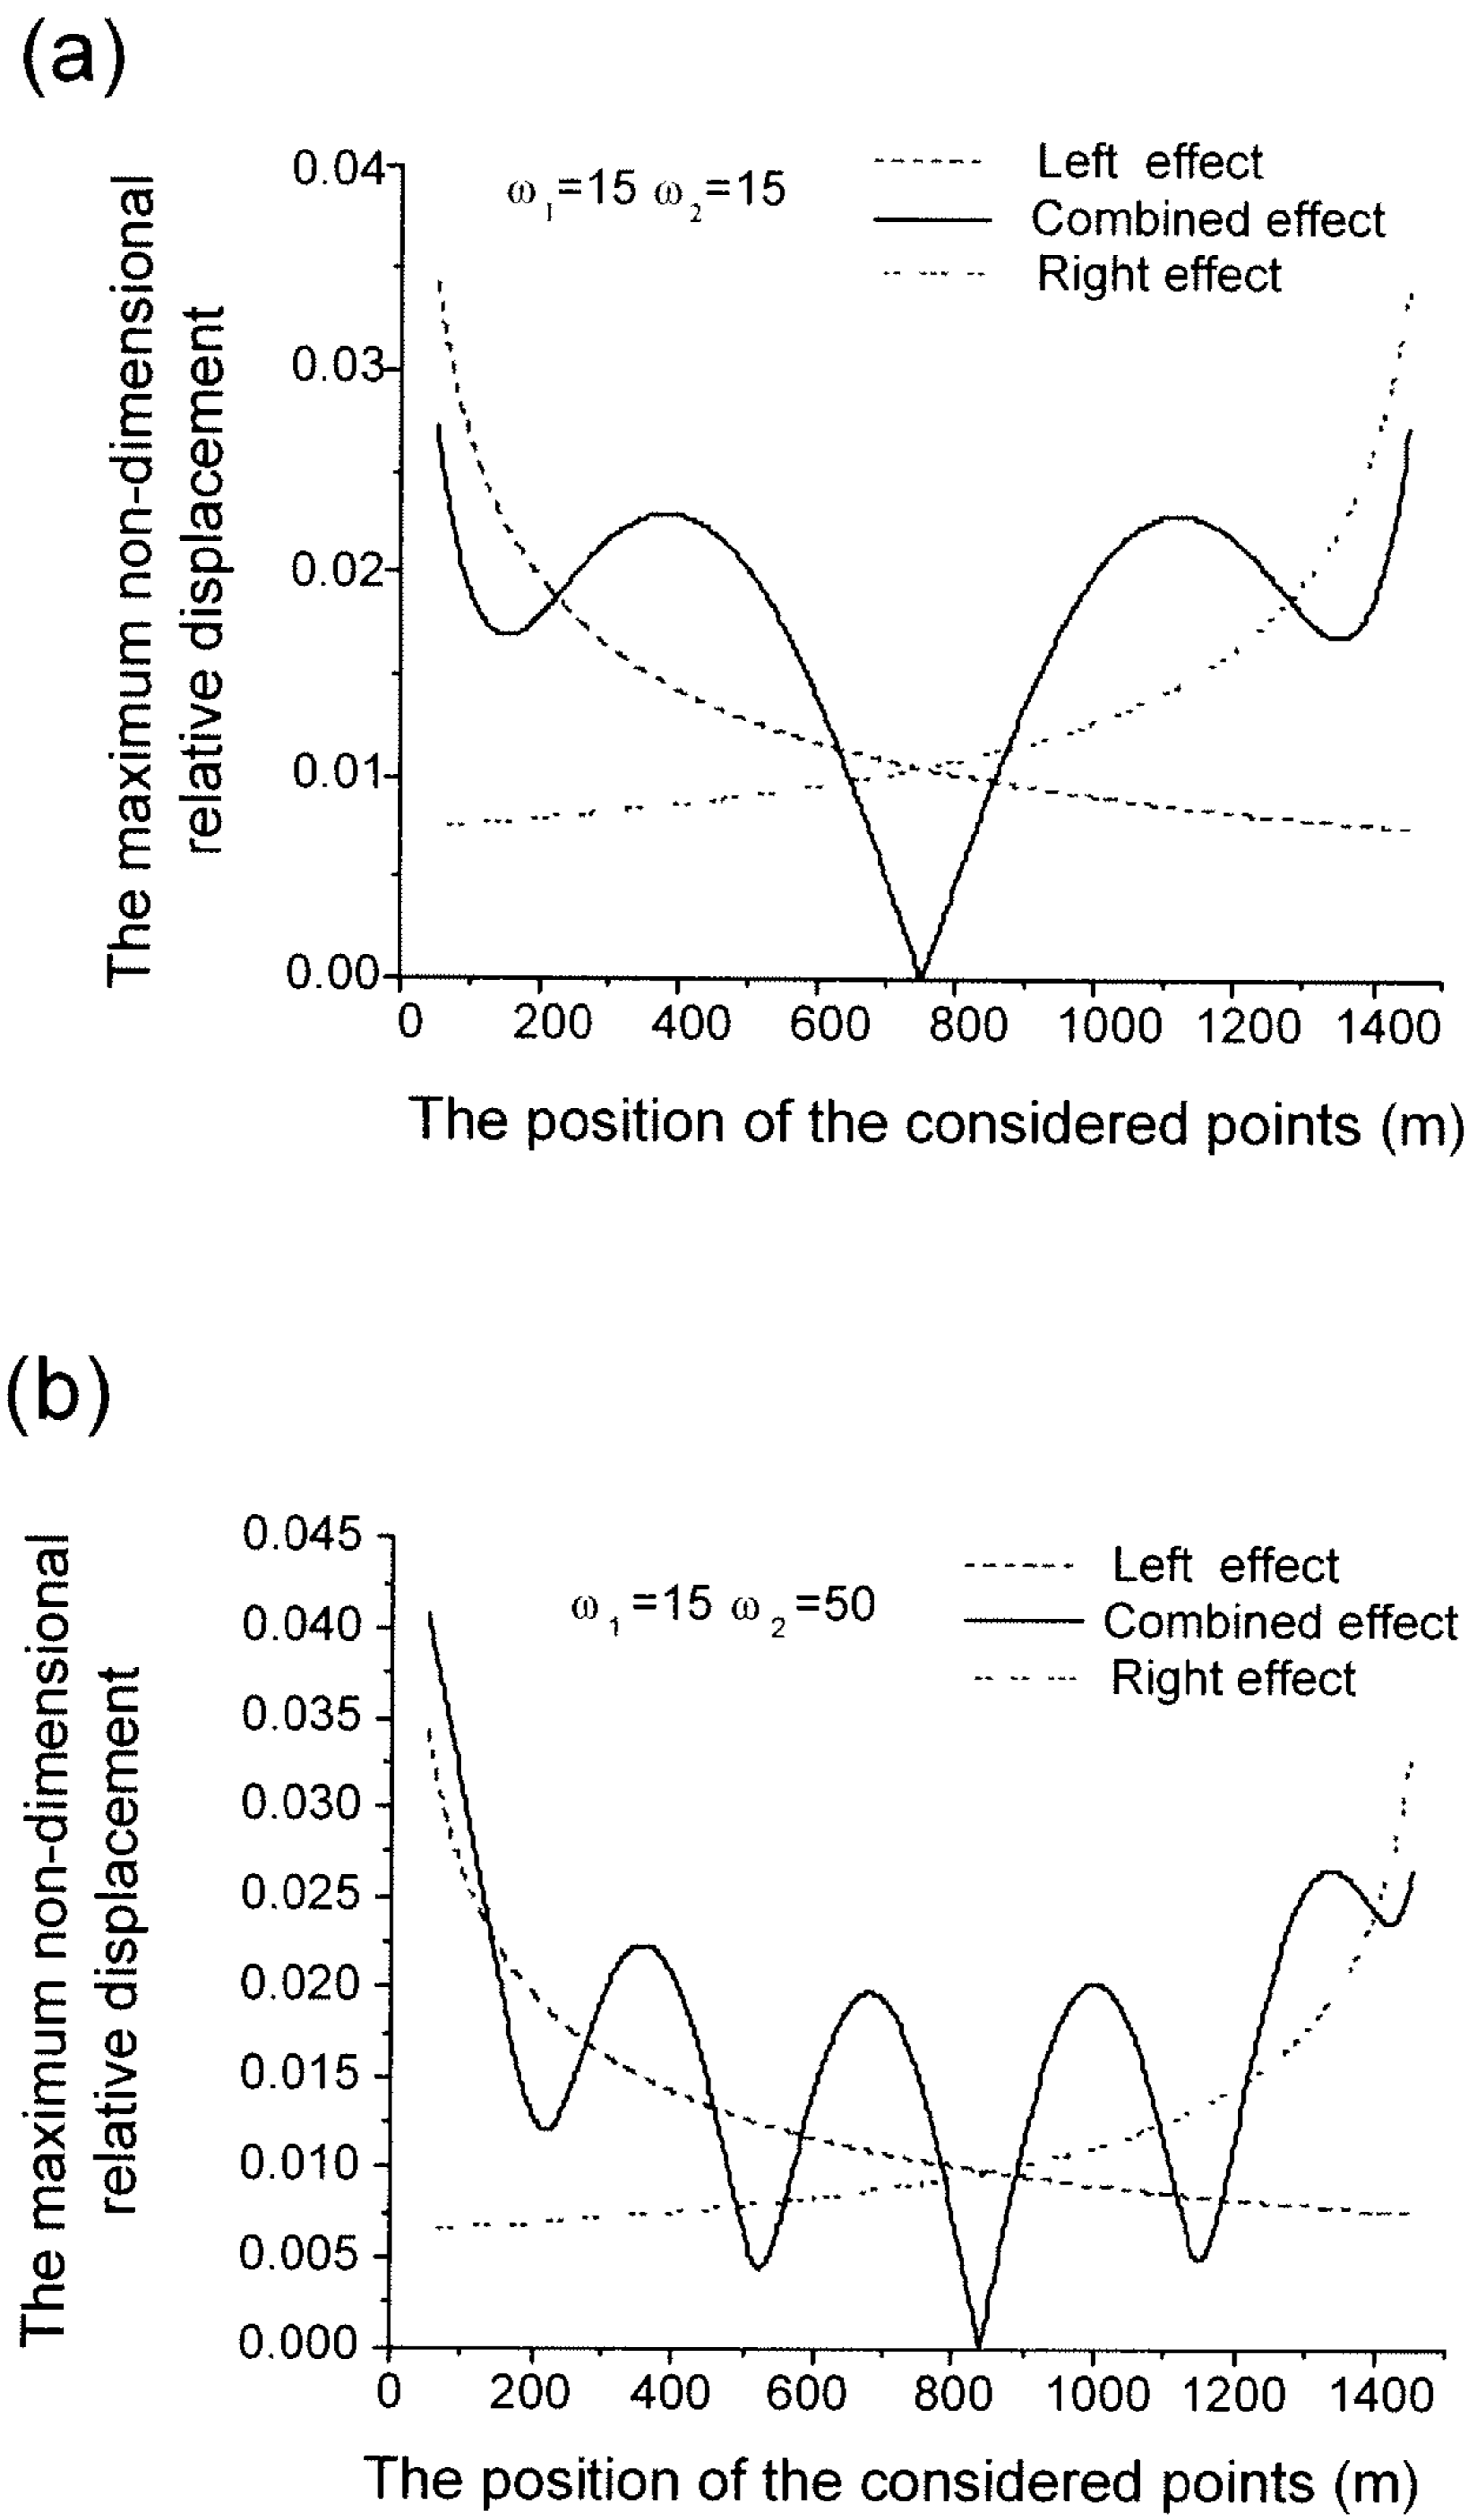 (a)
The maximum non-dimensional
relative displacement
0.04
0.03
0.02
0.01
0.00
ω1=15 ω2=15
Left effect
Combined effect
Right effect
0 200 400 600 800 1000 1200 1400
The position of the considered points (m)
(b)
The maximum non-dimensional
relative displacement
0.045
0.040
0.035
0.030
0.025
0.020
0.015
0.010
0.005
0.000
ω1=15 ω2=50
Left effect
Combined effect
Right effect
0 200 400 600 800 1000 1200 1400
The position of the considered points (m)